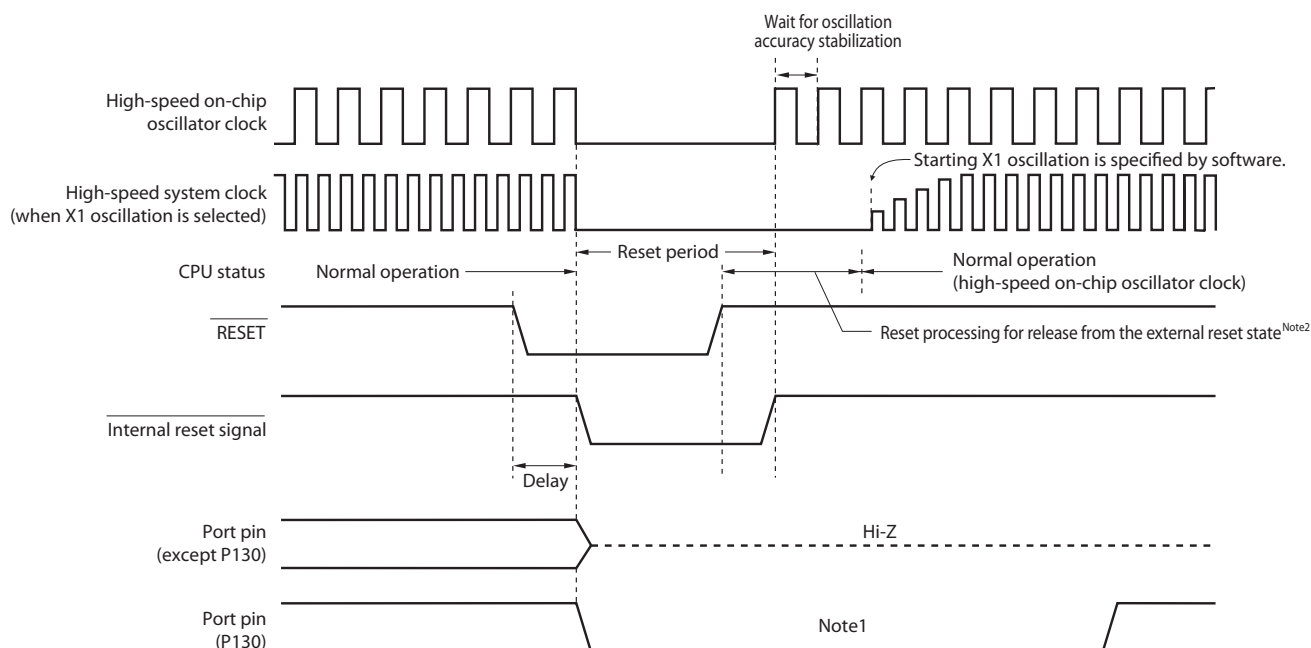 Wait for oscillation
accuracy stabilization
High-speed on-chip
oscillator clock
Starting X1 oscillation is specified by software.
High-speed system clock
(when X1 oscillation is selected)
Reset period
CPU status
Normal operation
Normal operation
(high-speed on-chip oscillator clock)
RESET
Reset processing for release from the external reset state Note2
Internal reset signal
Delay
Port pin
(except P130)
Hi-Z
Port pin
(P130)
Note1